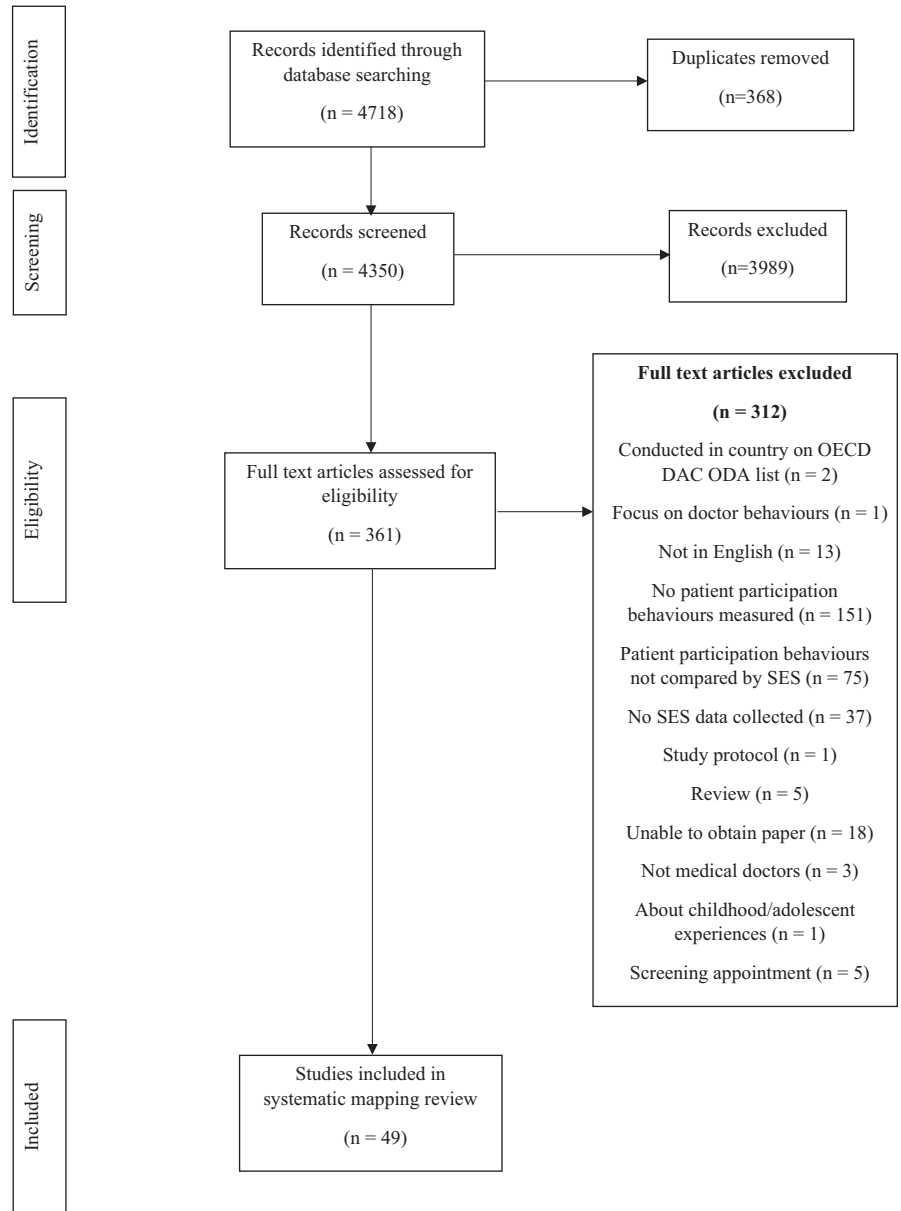 Identification
Records identified through
database searching
(n = 4718)
Duplicates removed
(n=368)
Screening
Records screened
(n = 4350)
Records excluded
(n=3989)
Eligibility
Full text articles assessed for
eligibility
(n = 361)
Full text articles excluded
(n = 312)
Conducted in country on OECD
DAC ODA list (n = 2)
Focus on doctor behaviours (n = 1)
Not in English (n = 13)
No patient participation
behaviours measured (n = 151)
Patient participation behaviours
not compared by SES (n = 75)
No SES data collected (n = 37)
Study protocol (n = 1)
Review (n = 5)
Unable to obtain paper (n = 18)
Not medical doctors (n = 3)
About childhood/adolescent
experiences (n = 1)
Screening appointment (n = 5)
Included
Studies included in
systematic mapping review
(n = 49)